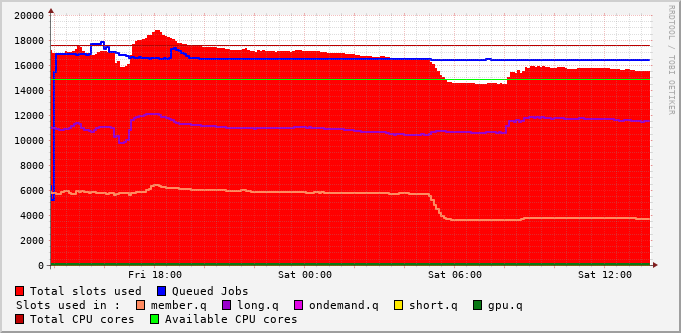 RRDTOOL / TOBI OETIKER
20000
18000
16000
14000
12000
10000
8000
6000
4000
2000
0
Fri 18:00 Sat 00:00 Sat 06:00 Sat 12:00
Total slots used Queued Jobs
Slots used in : member.q long.q ondemand.q short.q gpu.q
Total CPU cores Available CPU cores